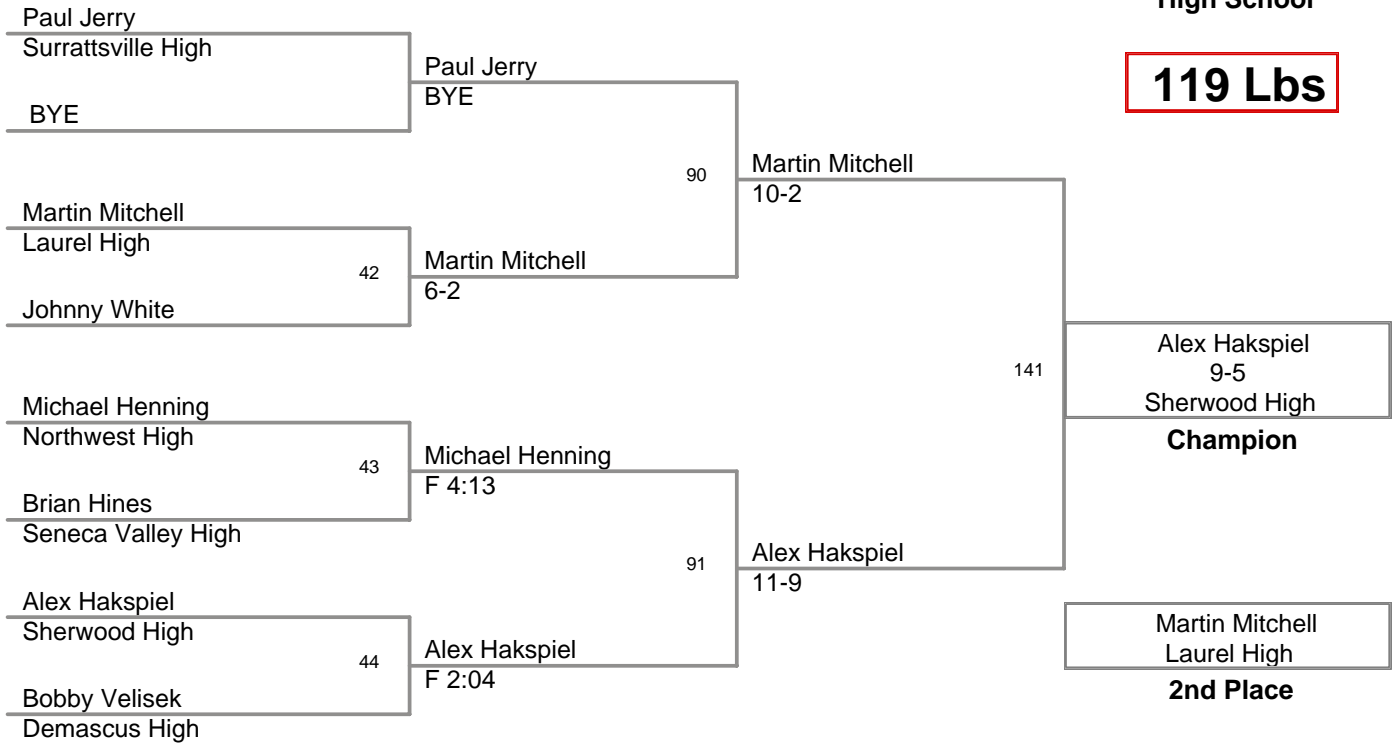 High School
119 Lbs
Paul Jerry
Surrattsville High
BYE
Martin Mitchell
Laurel High
42
Johnny White
Michael Henning
Northwest High
43
Brian Hines
Seneca Valley High
Alex Hakspiel
Sherwood High
44
Bobby Velisek
Demascus High
Paul Jerry
BYE
90
Martin Mitchell
6-2
Michael Henning
F 4:13
91
Alex Hakspiel
F 2:04
Martin Mitchell
10-2
141
Alex Hakspiel
11-9
Alex Hakspiel
9-5
Sherwood High
Champion
Martin Mitchell
Laurel High
2nd Place